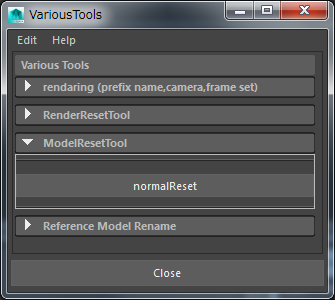 VariousTools
Edit Help
Various Tools
rendaring (prefix name,camera,frame set)
RenderResetTool
ModelResetTool
normalReset
Reference Model Rename
Close